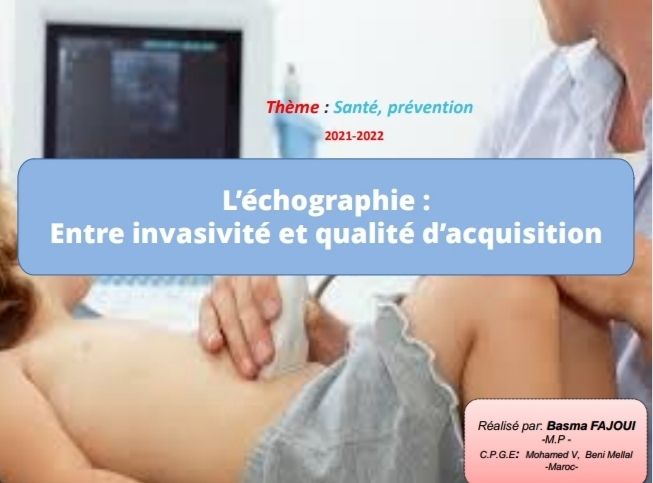 Thème : Santé, prévention
2021-2022
L’échographie :
Entre invasivité et qualité d’acquisition
Réalisé par: Basma FAJOUI
-M.P -
C.P.G.E: Mohamed V, Beni Mellal
-Maroc-